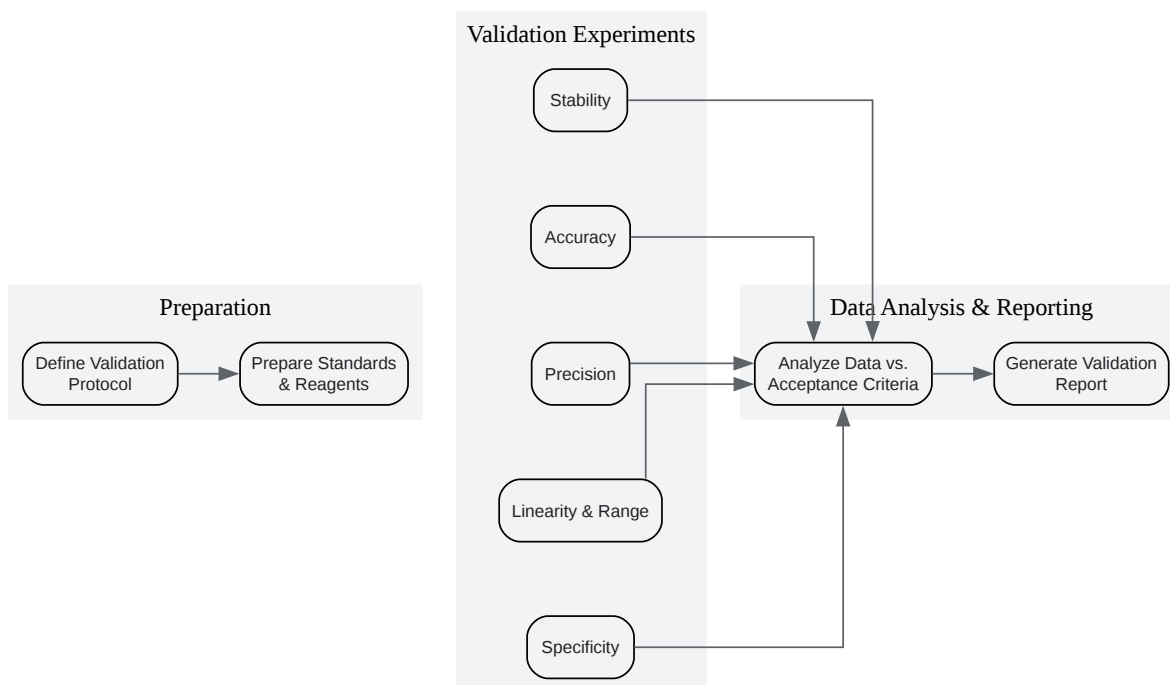 Validation Experiments
Stability
Accuracy
Preparation
Define Validation
Protocol
Prepare Standards
& Reagents
Precision
Data Analysis & Reporting
Analyze Data vs.
Acceptance Criteria
Generate Validation
Report
Linearity & Range
Specificity